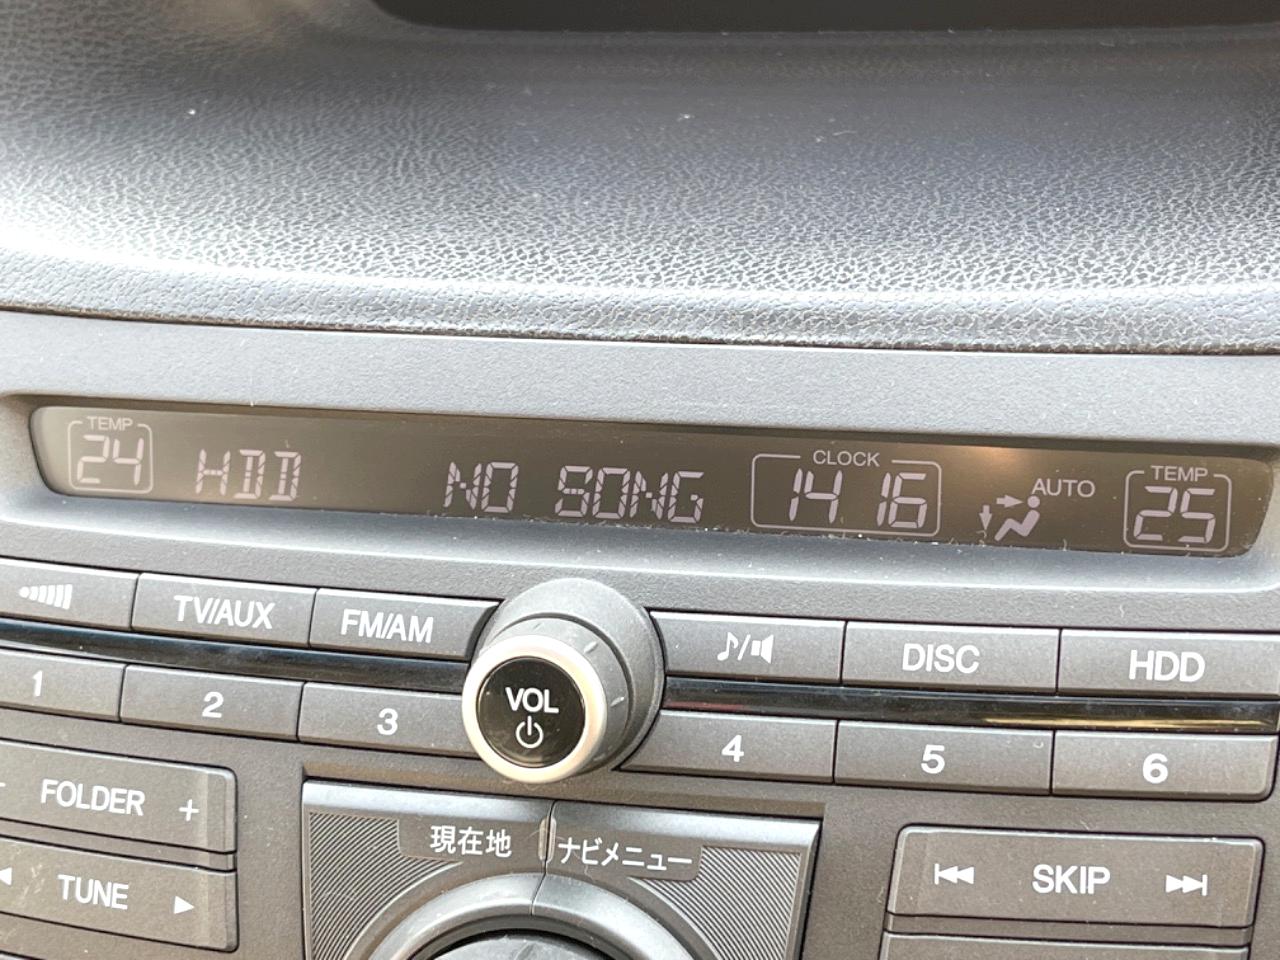 TEMP
24
HDD
NO SONG
CLOCK
14 16
AUTO
TEMP
25
TV/AUX
FM/AM
DISC
HDD
1
2
3
VOL
4
5
6
FOLDER +
TUNE
現在地
ナビメニュー
SKIP